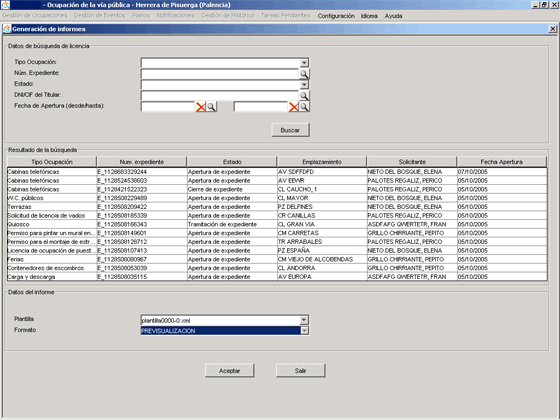 - Ocupación de la vía pública - Herrera de Pisuerga (Palencia)
Gestión de Ocupaciones Gestión de Eventos Planos Notificaciones Gestión de Histórico Tareas Pendientes Configuración Idioma Ayuda
Generación de informes
Datos de búsqueda de licencia
Tipo Ocupación:
Núm. Expediente:
Estado:
DNI/CIF del Titular:
Fecha de Apertura (desde/hasta):
Buscar
Resultado de la búsqueda
Tipo Ocupación Num. expediente Estado Emplazamiento Solicitante Fecha Apertura
Cabinas telefónicas E_1128683329244 Apertura de expediente AV SDFFDFD NIETO DEL BOSQUE, ELENA 07/10/2005
Cabinas telefónicas E_1128524538603 Apertura de expediente AV EBWR PALOTES REGALIZ, PERICO 05/10/2005
Cabinas telefónicas E_1128421522323 Cierre de expediente CL CAUCHO_1 PALOTES REGALIZ, PERICO 04/10/2005
W.C. públicos E_1128508229489 Apertura de expediente CL MAYOR NIETO DEL BOSQUE, ELENA 05/10/2005
Terrazas E_1128508209422 Apertura de expediente PZ DELFINES NIETO DEL BOSQUE, ELENA 05/10/2005
Solicitud de licencia de vados E_1128508185339 Apertura de expediente CR CANILLAS PALOTES REGALIZ, PERICO 05/10/2005
Quiosco E_1128508166343 Tramitación de expediente CL GRAN VIA ASDFAFG QWERTETR, FRAN 05/10/2005
Permiso para pintar un mural en... E_1128508149601 Apertura de expediente CM CARRETAS GRILLO CHIRRIANTE, PEPITO 05/10/2005
Permiso para el montaje de estr... E_1128508127143 Apertura de expediente TR ARRABALES PALOTES REGALIZ, PERICO 05/10/2005
Licencia de ocupación de puest... E_1128508107413 Apertura de expediente PZ ESPAÑA NIETO DEL BOSQUE, ELENA 05/10/2005
Ferias E_1128508080967 Apertura de expediente CM VIEJO DE ALCOBENDAS GRILLO CHIRRIANTE, PEPITO 05/10/2005
Contenedores de escombros E_1128508053039 Apertura de expediente CL ANDORRA GRILLO CHIRRIANTE, PEPITO 05/10/2005
Carga y descarga E_1128508035115 Apertura de expediente AV EUROPA ASDFAFG QWERTETR, FRAN 05/10/2005
Datos del informe
Plantilla plantilla0000-0.xml
Formato PREVISUALIZACION
Aceptar Salir